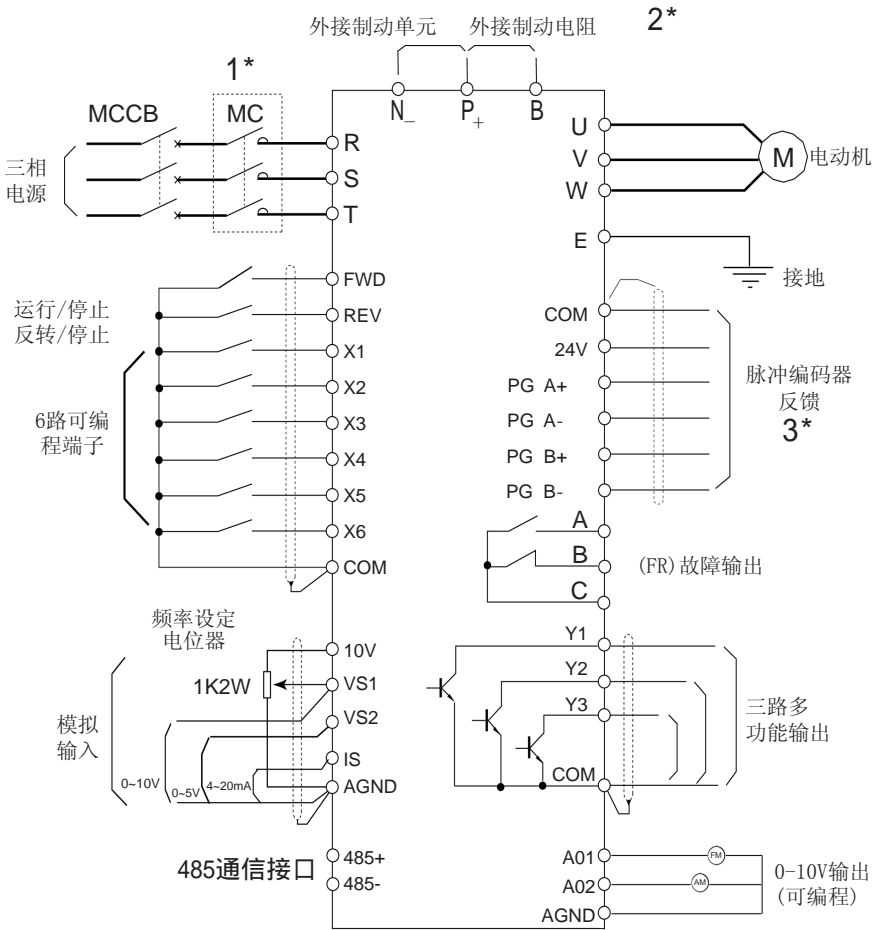 外接制动单元 外接制动电阻 2*
1*
MCCB MC N_ P+ B
三相
电源
R
S
T
U
V
W
M 电动机
E
接地
运行/停止
反转/停止
6路可编
程端子
FWD
REV
X1
X2
X3
X4
X5
X6
COM
COM
24V
PG A+
PG A-
PG B+
PG B-
脉冲编码器
反馈
3*
A
B
C
(FR)故障输出
频率设定
电位器
1K2W
模拟
输入
0~10V 0~5V 4~20mA
10V
VS1
VS2
IS
AGND
Y1
Y2
Y3
COM
三路多
功能输出
485通信接口
485+
485-
A01 FM
A02 AM
AGND
0-10V输出
(可编程)